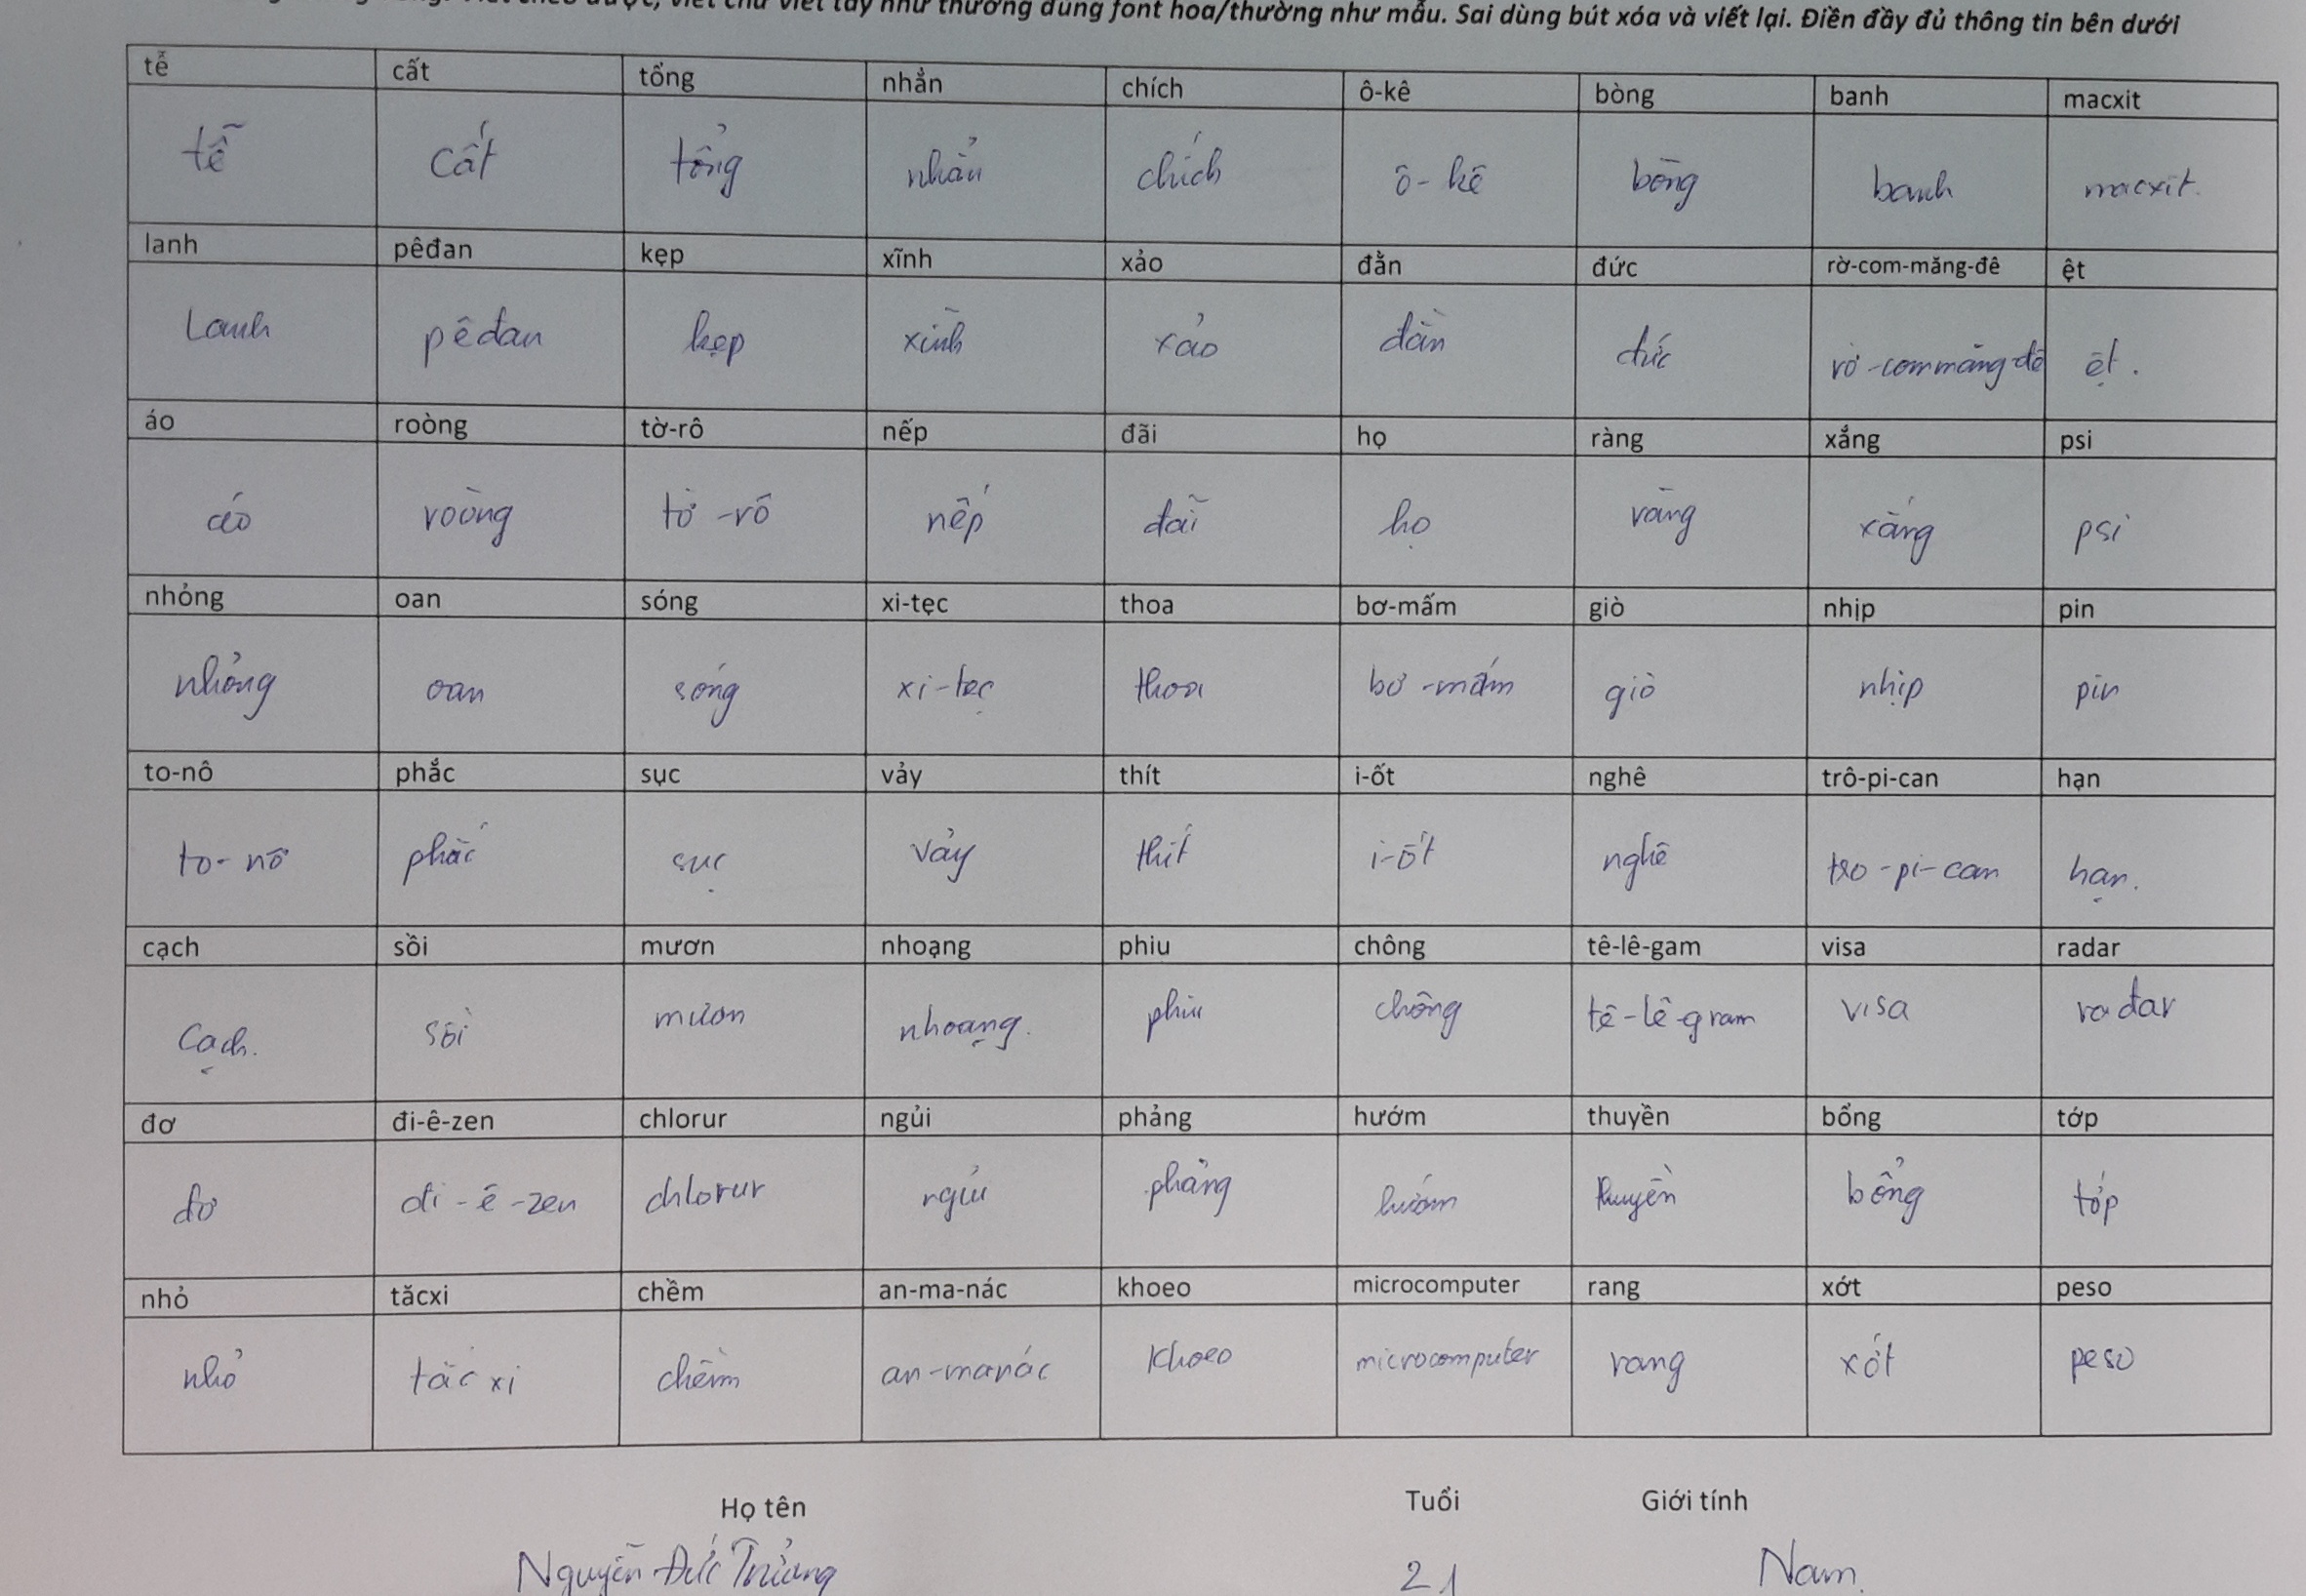 viết chữ viết tay như thường dùng font hoa/thường như mẫu. Sai dùng bút xóa và viết lại. Điền đầy đủ thông tin bên dưới
tễ cất tổng nhẳn chích ô-kê bòng banh macxit
tễ cất tổng nhẳn chích ô-kê bòng banh macxit.
lanh pêđan kẹp xĩnh xảo đằn đức rờ-com-măng-đê ệt
Lanh pêđan kẹp xĩnh xảo đằn đức rờ-commăng-đê ệt.
áo roòng tờ-rô nếp đãi họ ràng xắng psi
áo roòng tờ-rô nếp đãi họ ràng xắng psi
nhỏng oan sóng xi-tẹc thoa bơ-mấm giò nhịp pin
nhỏng oan sóng xi-tẹc thoa bơ-mấm giò nhịp pin
to-nô phắc sục vảy thít i-ốt nghê trô-pi-can hạn
to-nô phắc sục vảy thít i-ốt nghê tro-pi-can hạn.
cạch sồi mươn nhoạng phiu chông tê-lê-gam visa radar
cạch. sồi mươn nhoạng. phiu chông tê-lê-gram visa rađar
đơ đi-ê-zen chlorur ngủi phảng hướm thuyền bổng tớp
đơ đi-ê-zen chlorur ngủi phảng hướm thuyền bổng tớp
nhỏ tăcxi chềm an-ma-nác khoeo microcomputer rang xớt peso
nhỏ tăcxi chềm an-manác Khoeo microcomputer rang xớt peso
Họ tên Tuổi Giới tính
Nguyễn Đức Trường 21 Nam.